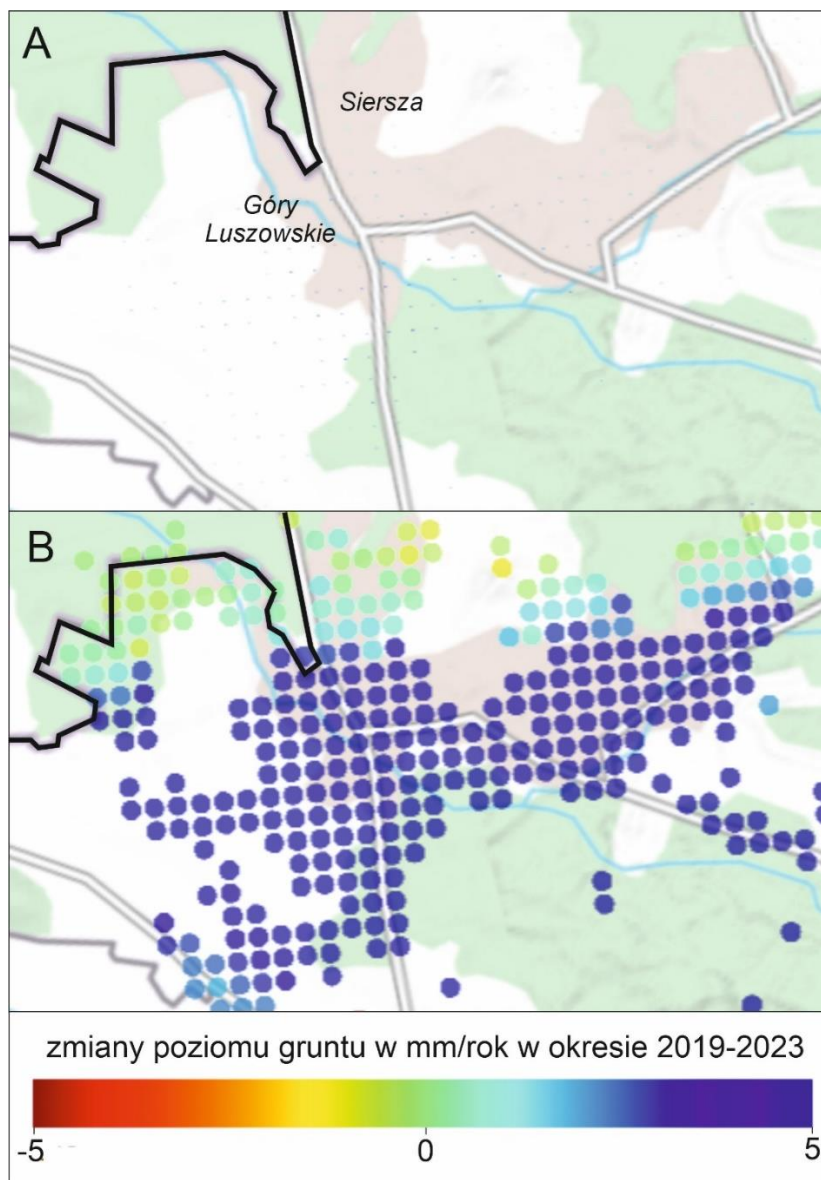 A
Siersza
Góry
Luszowskie
B
zmiany poziomu gruntu w mm/rok w okresie 2019-2023
-5 0 5